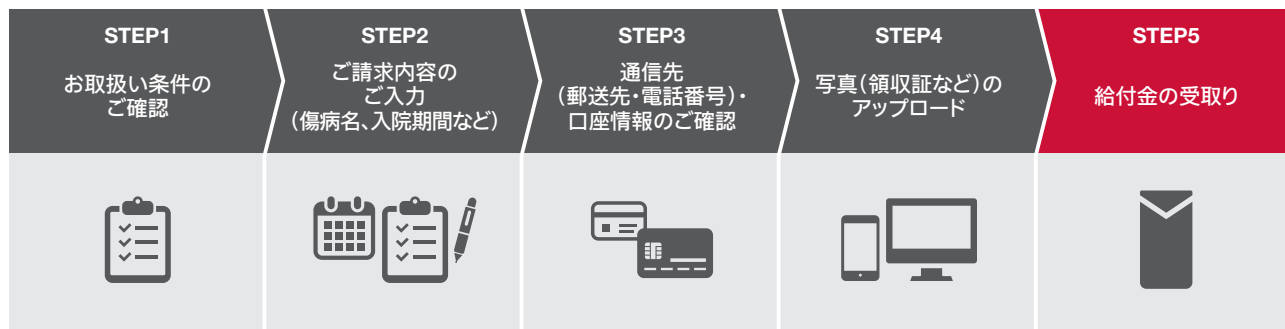 STEP1
お取扱い条件の
ご確認
STEP2
ご請求内容の
ご入力
（傷病名、入院期間など）
STEP3
通信先
（郵送先・電話番号）・
口座情報のご確認
STEP4
写真（領収証など）の
アップロード
STEP5
給付金の受取り